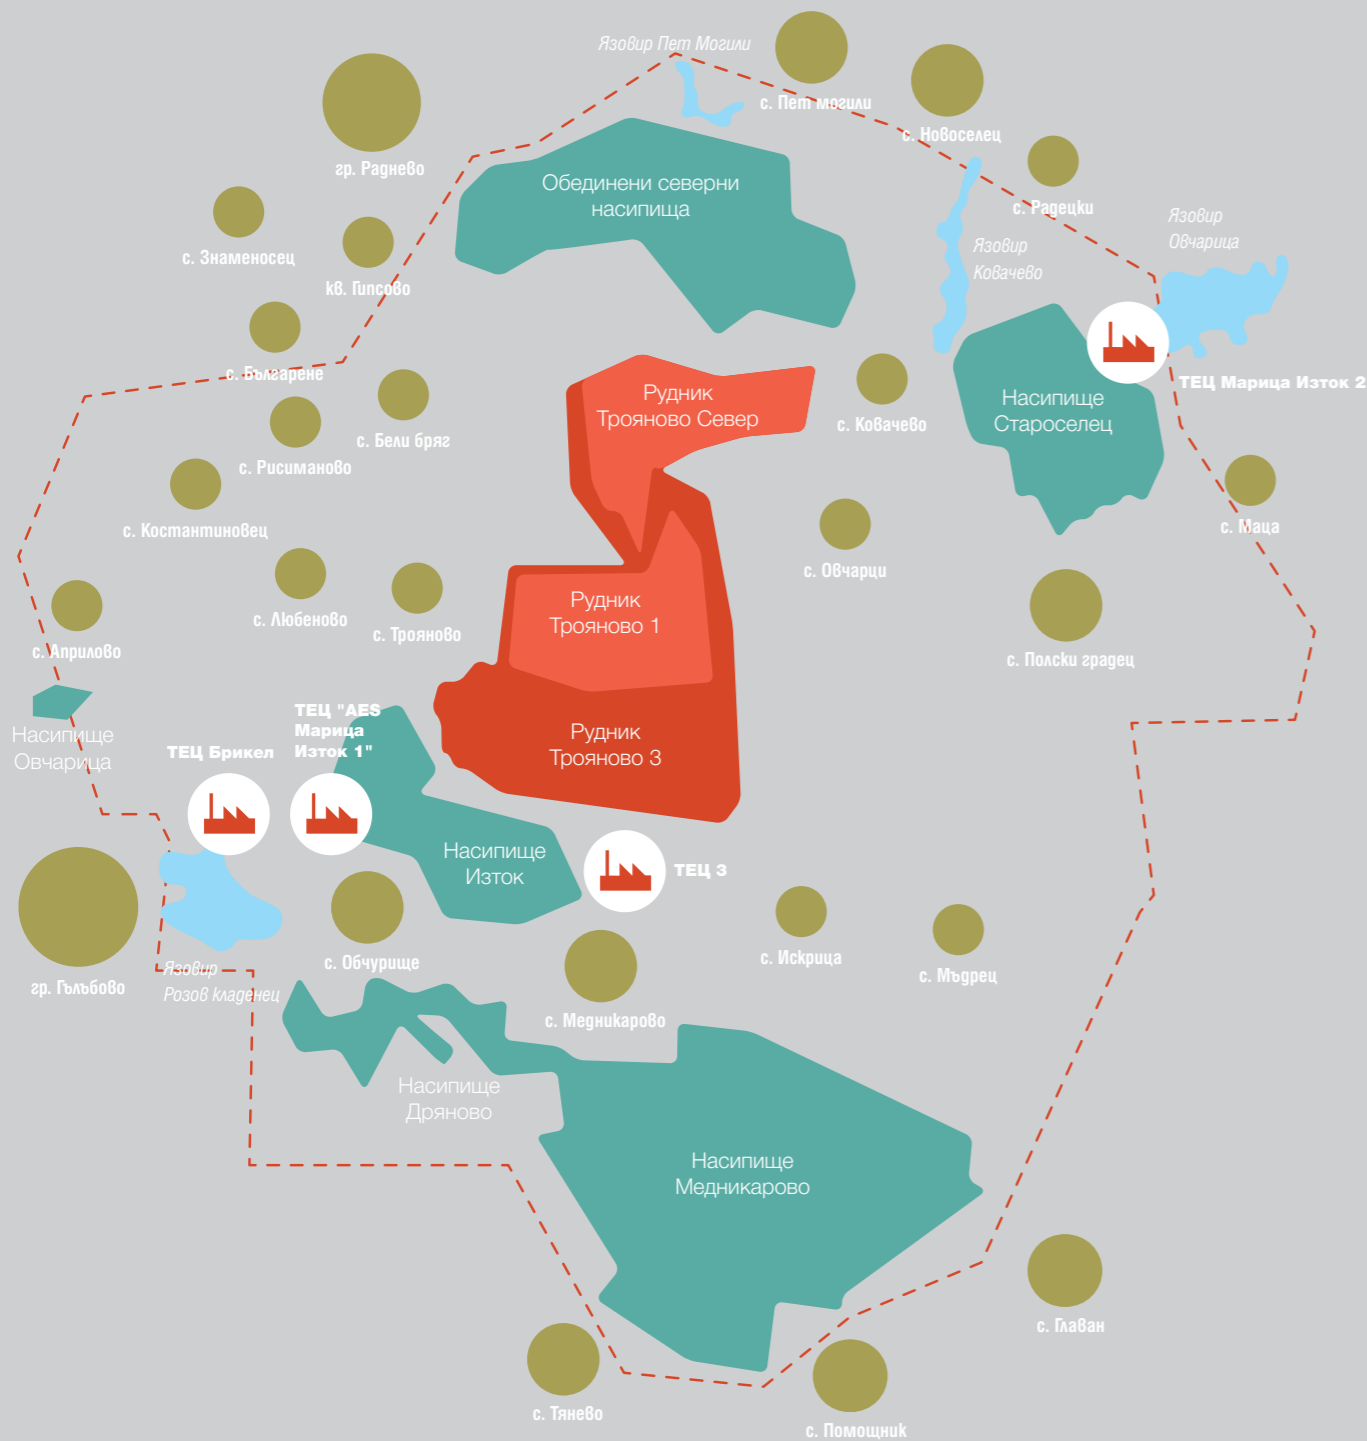 Язовир Пет Могили
с. Пет могили
с. Новоселец
гр. Раднево
Обединени северни
насипища
с. Радецки
Язовир
Овчарица
с. Знаменосец
кв. Гипсово
Язовир
Ковачево
с. Българене
Рудник
Трояново Север
с. Ковачево
Насипище
Староселец
ТЕЦ Марица Изток 2
с. Бели бряг
с. Рисиманово
с. Костантиновец
с. Маца
с. Овчарци
Рудник
Трояново 1
с. Любеново
с. Трояново
с. Априлово
с. Полски градец
Насипище
Овчарица
ТЕЦ Брикел
ТЕЦ "AES
Марица
Изток 1"
Рудник
Трояново 3
Насипище
Изток
ТЕЦ 3
с. Обчурище
с. Искрица
с. Мъдрец
гр. Гълъбово
Язовир
Розов кладенец
с. Медникарово
Насипище
Дряново
Насипище
Медникарово
с. Главан
с. Тянево
с. Помощник